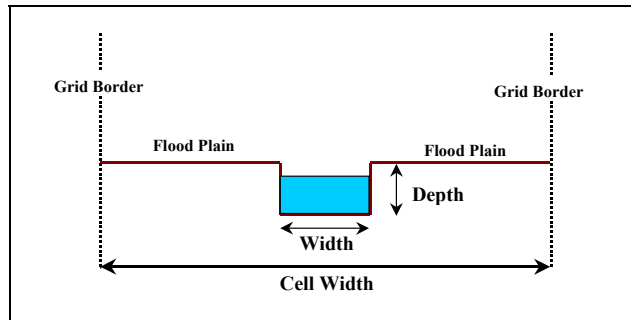 Grid Border
Grid Border
Flood Plain
Flood Plain
Depth
Width
Cell Width